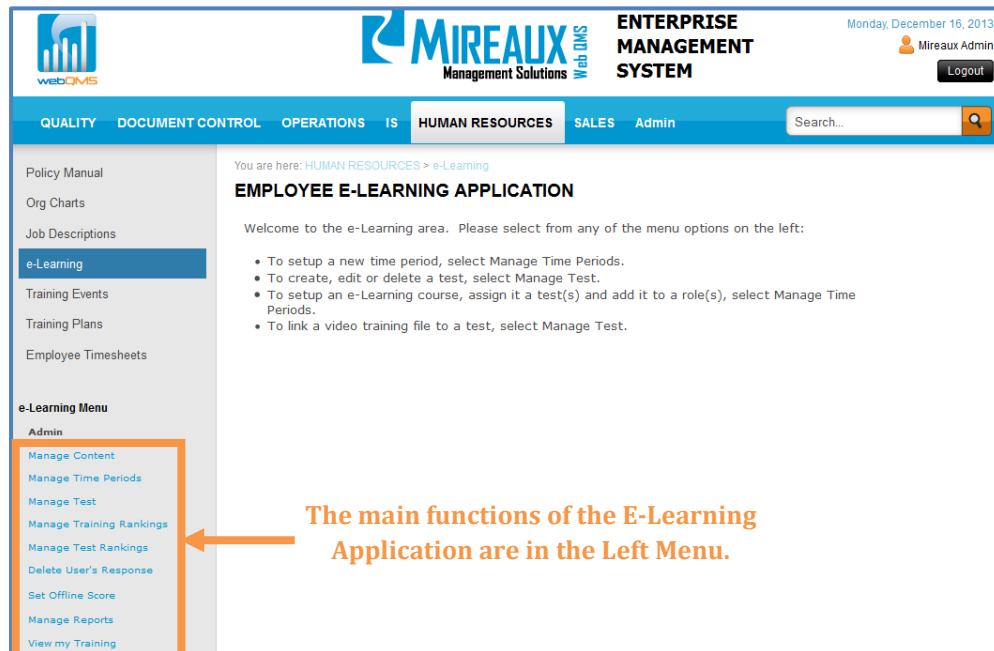 webQMS
MIREAUX
Management Solutions
Web QMS
ENTERPRISE
MANAGEMENT
SYSTEM
Monday, December 16, 2013
Mireaux Admin
Logout
QUALITY DOCUMENT CONTROL OPERATIONS IS HUMAN RESOURCES SALES Admin
Search...
Policy Manual
Org Charts
Job Descriptions
e-Learning
Training Events
Training Plans
Employee Timesheets
e-Learning Menu
Admin
Manage Content
Manage Time Periods
Manage Test
Manage Training Rankings
Manage Test Rankings
Delete User's Response
Set Offline Score
Manage Reports
View my Training
You are here: HUMAN RESOURCES > e-Learning
EMPLOYEE E-LEARNING APPLICATION
Welcome to the e-Learning area. Please select from any of the menu options on the left:
• To setup a new time period, select Manage Time Periods.
• To create, edit or delete a test, select Manage Test.
• To setup an e-Learning course, assign it a test(s) and add it to a role(s), select Manage Time
Periods.
• To link a video training file to a test, select Manage Test.
The main functions of the E-Learning
Application are in the Left Menu.